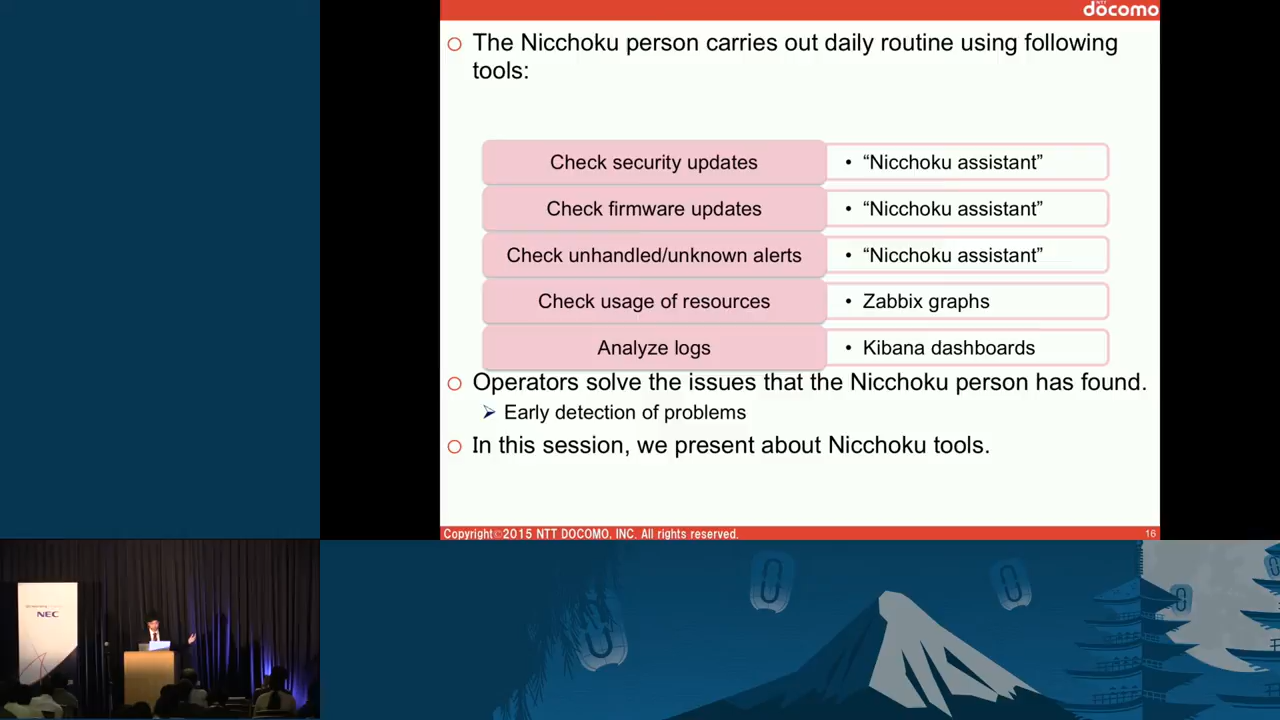 NTT
docomo
The Nicchoku person carries out daily routine using following
tools:
Check security updates
• “Nicchoku assistant”
Check firmware updates
• “Nicchoku assistant”
Check unhandled/unknown alerts
• “Nicchoku assistant”
Check usage of resources
• Zabbix graphs
Analyze logs
• Kibana dashboards
Operators solve the issues that the Nicchoku person has found.
Early detection of problems
In this session, we present about Nicchoku tools.
Copyright©2015 NTT DOCOMO, INC. All rights reserved.
16
NEC